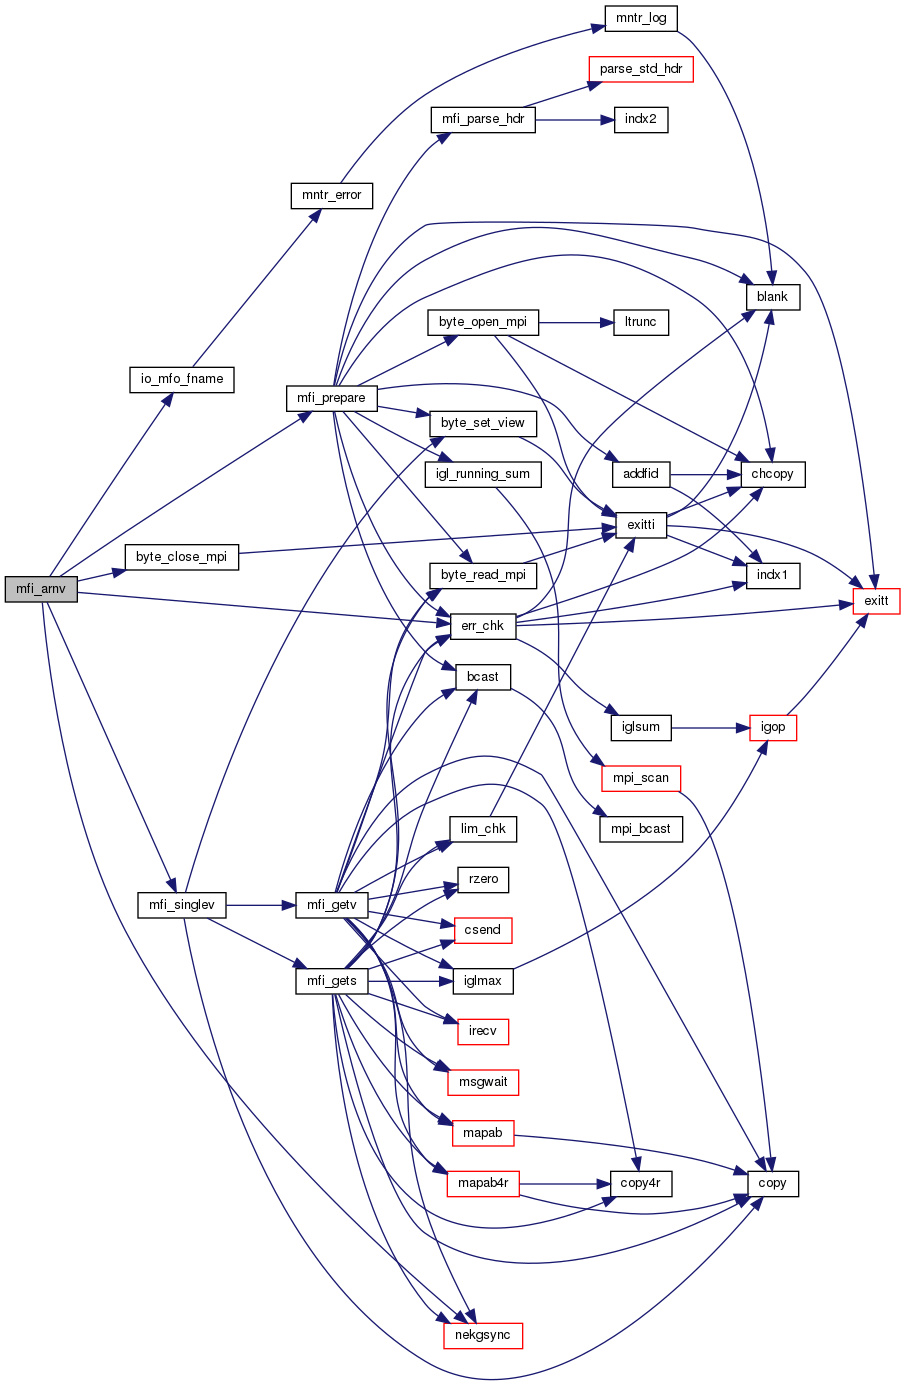 mntr_log
parse_std_hdr
mfi_parse_hdr
indx2
mntr_error
blank
byte_open_mpi
ltrunc
io_mfo_fname
mfi_prepare
byte_set_view
igl_running_sum
addfid
chcopy
exitti
byte_close_mpi
byte_read_mpi
indx1
mfi_arnv
exitt
err_chk
bcast
iglsum
igop
mpi_scan
lim_chk
mpi_bcast
rzero
mfi_singlev
mfi_getv
csend
mfi_gets
iglmax
irecv
msgwait
mapab
mapab4r
copy4r
copy
nekgsync